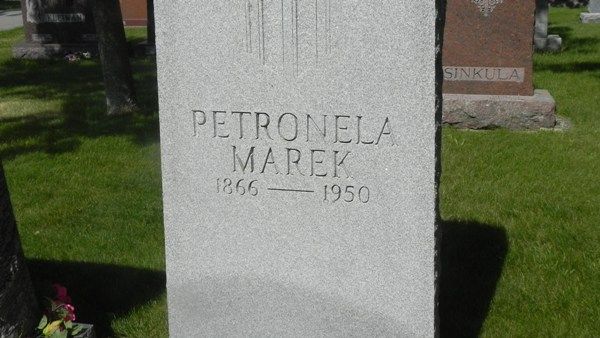 PETRONELA
MAREK
1866 — 1950
SINKULA